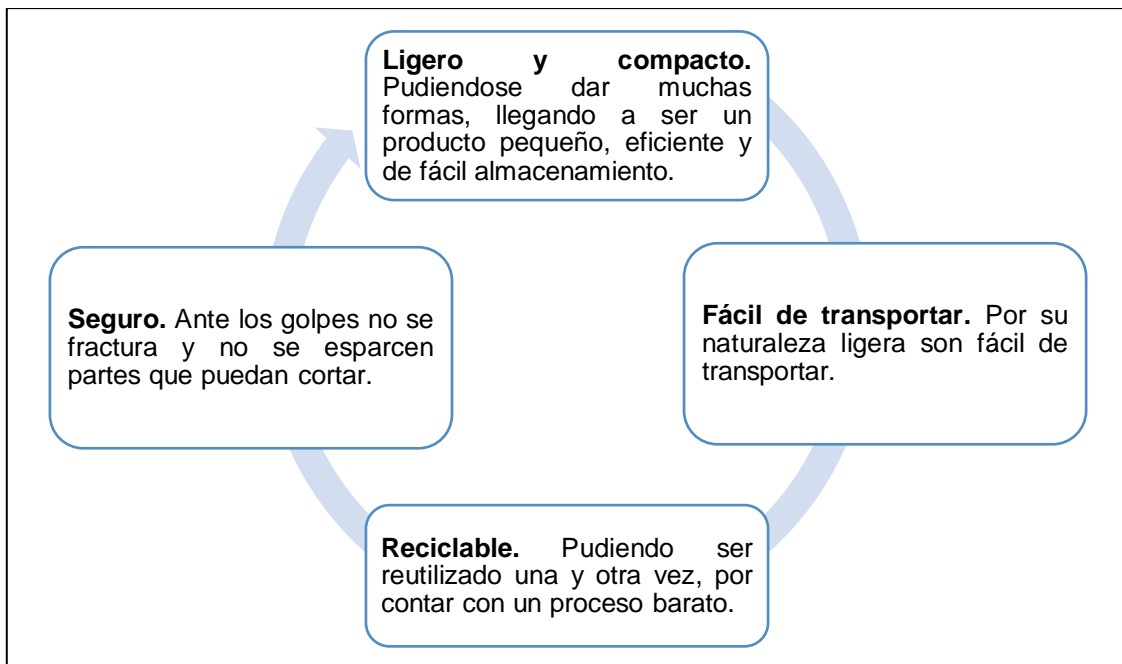 Ligero y compacto.
Pudiendose dar muchas
formas, llegando a ser un
producto pequeño, eficiente y
de fácil almacenamiento.
Fácil de transportar. Por su
naturaleza ligera son fácil de
transportar.
Reciclable. Pudiendo ser
reutilizado una y otra vez, por
contar con un proceso barato.
Seguro. Ante los golpes no se
fractura y no se esparcen
partes que puedan cortar.